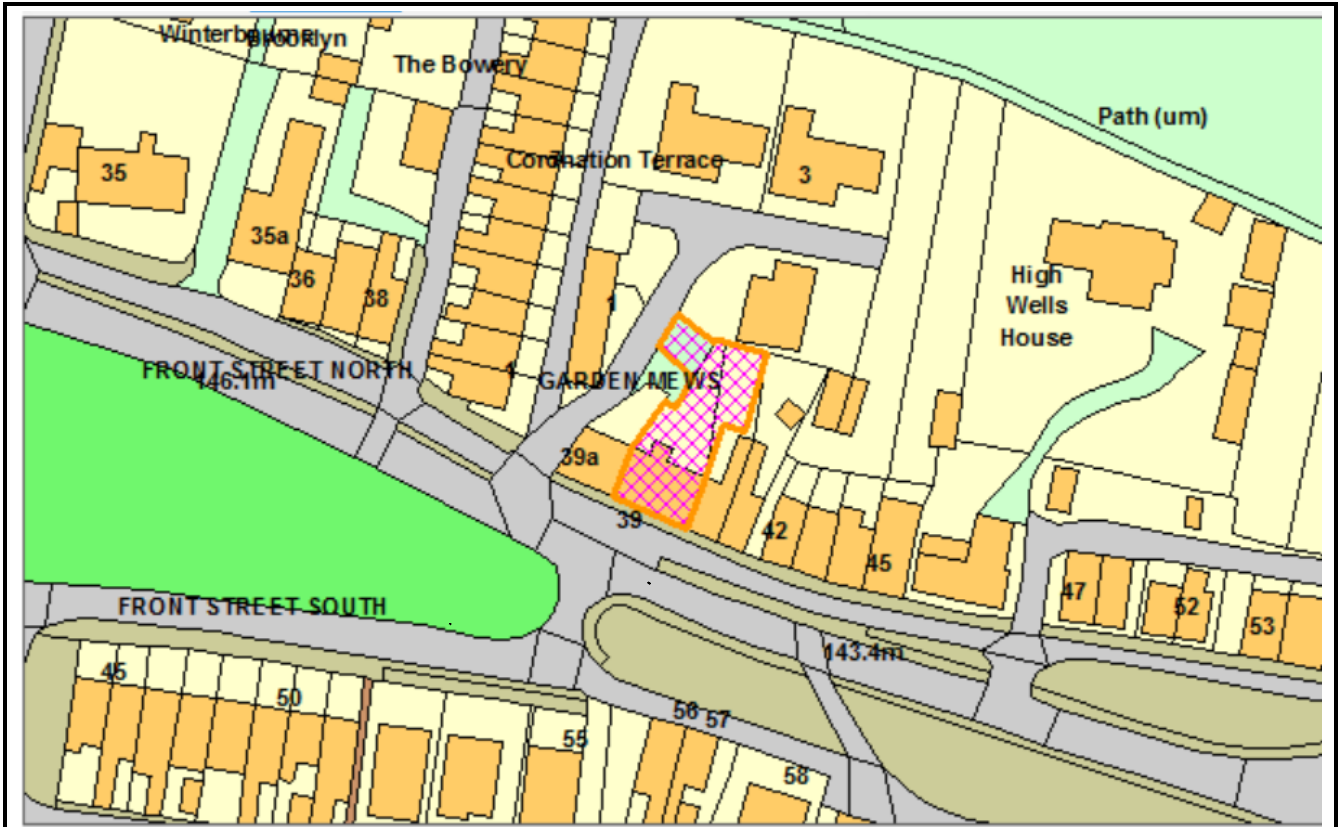 Winterbourne
Brooklyn
The Bowery
Path (um)
Coronation Terrace
35
3
35a
36
38
1
High
Wells
House
FRONT STREET NORTH
146.1m
1
GARDEN MEWS
39a
39
42
45
47
52
53
FRONT STREET SOUTH
143.4m
45
50
55
56
57
58